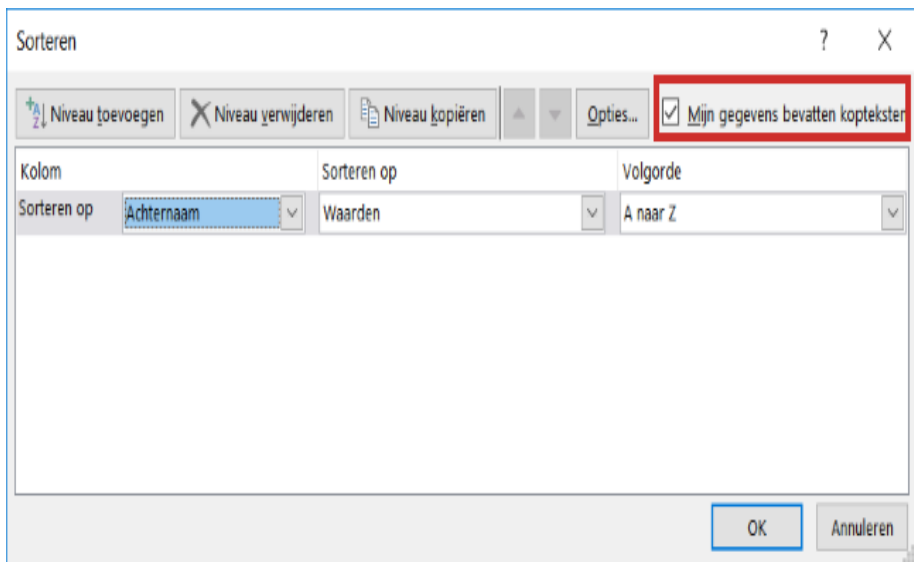 Sorteren ?
Niveau toevoegen Niveau verwijderen Niveau kopiëren Opties... Mijn gegevens bevatten kopteksten
Kolom Sorteren op Volgorde
Sorteren op Achternaam Waarden A naar Z
OK Annuleren